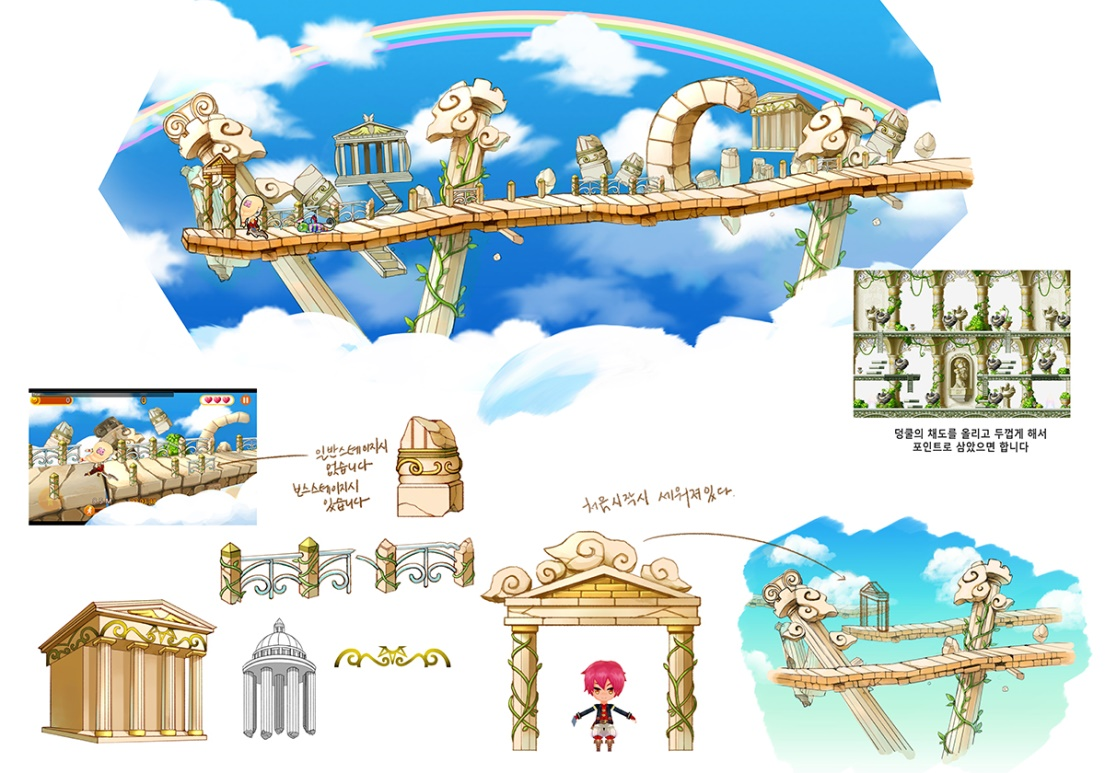 덩쿨의 채도를 올리고 두껍게 해서
포인트로 삼았으면 합니다
일반스테이지시
없습니다
보스스테이지시
있습니다
처음시작시 세워져있다.